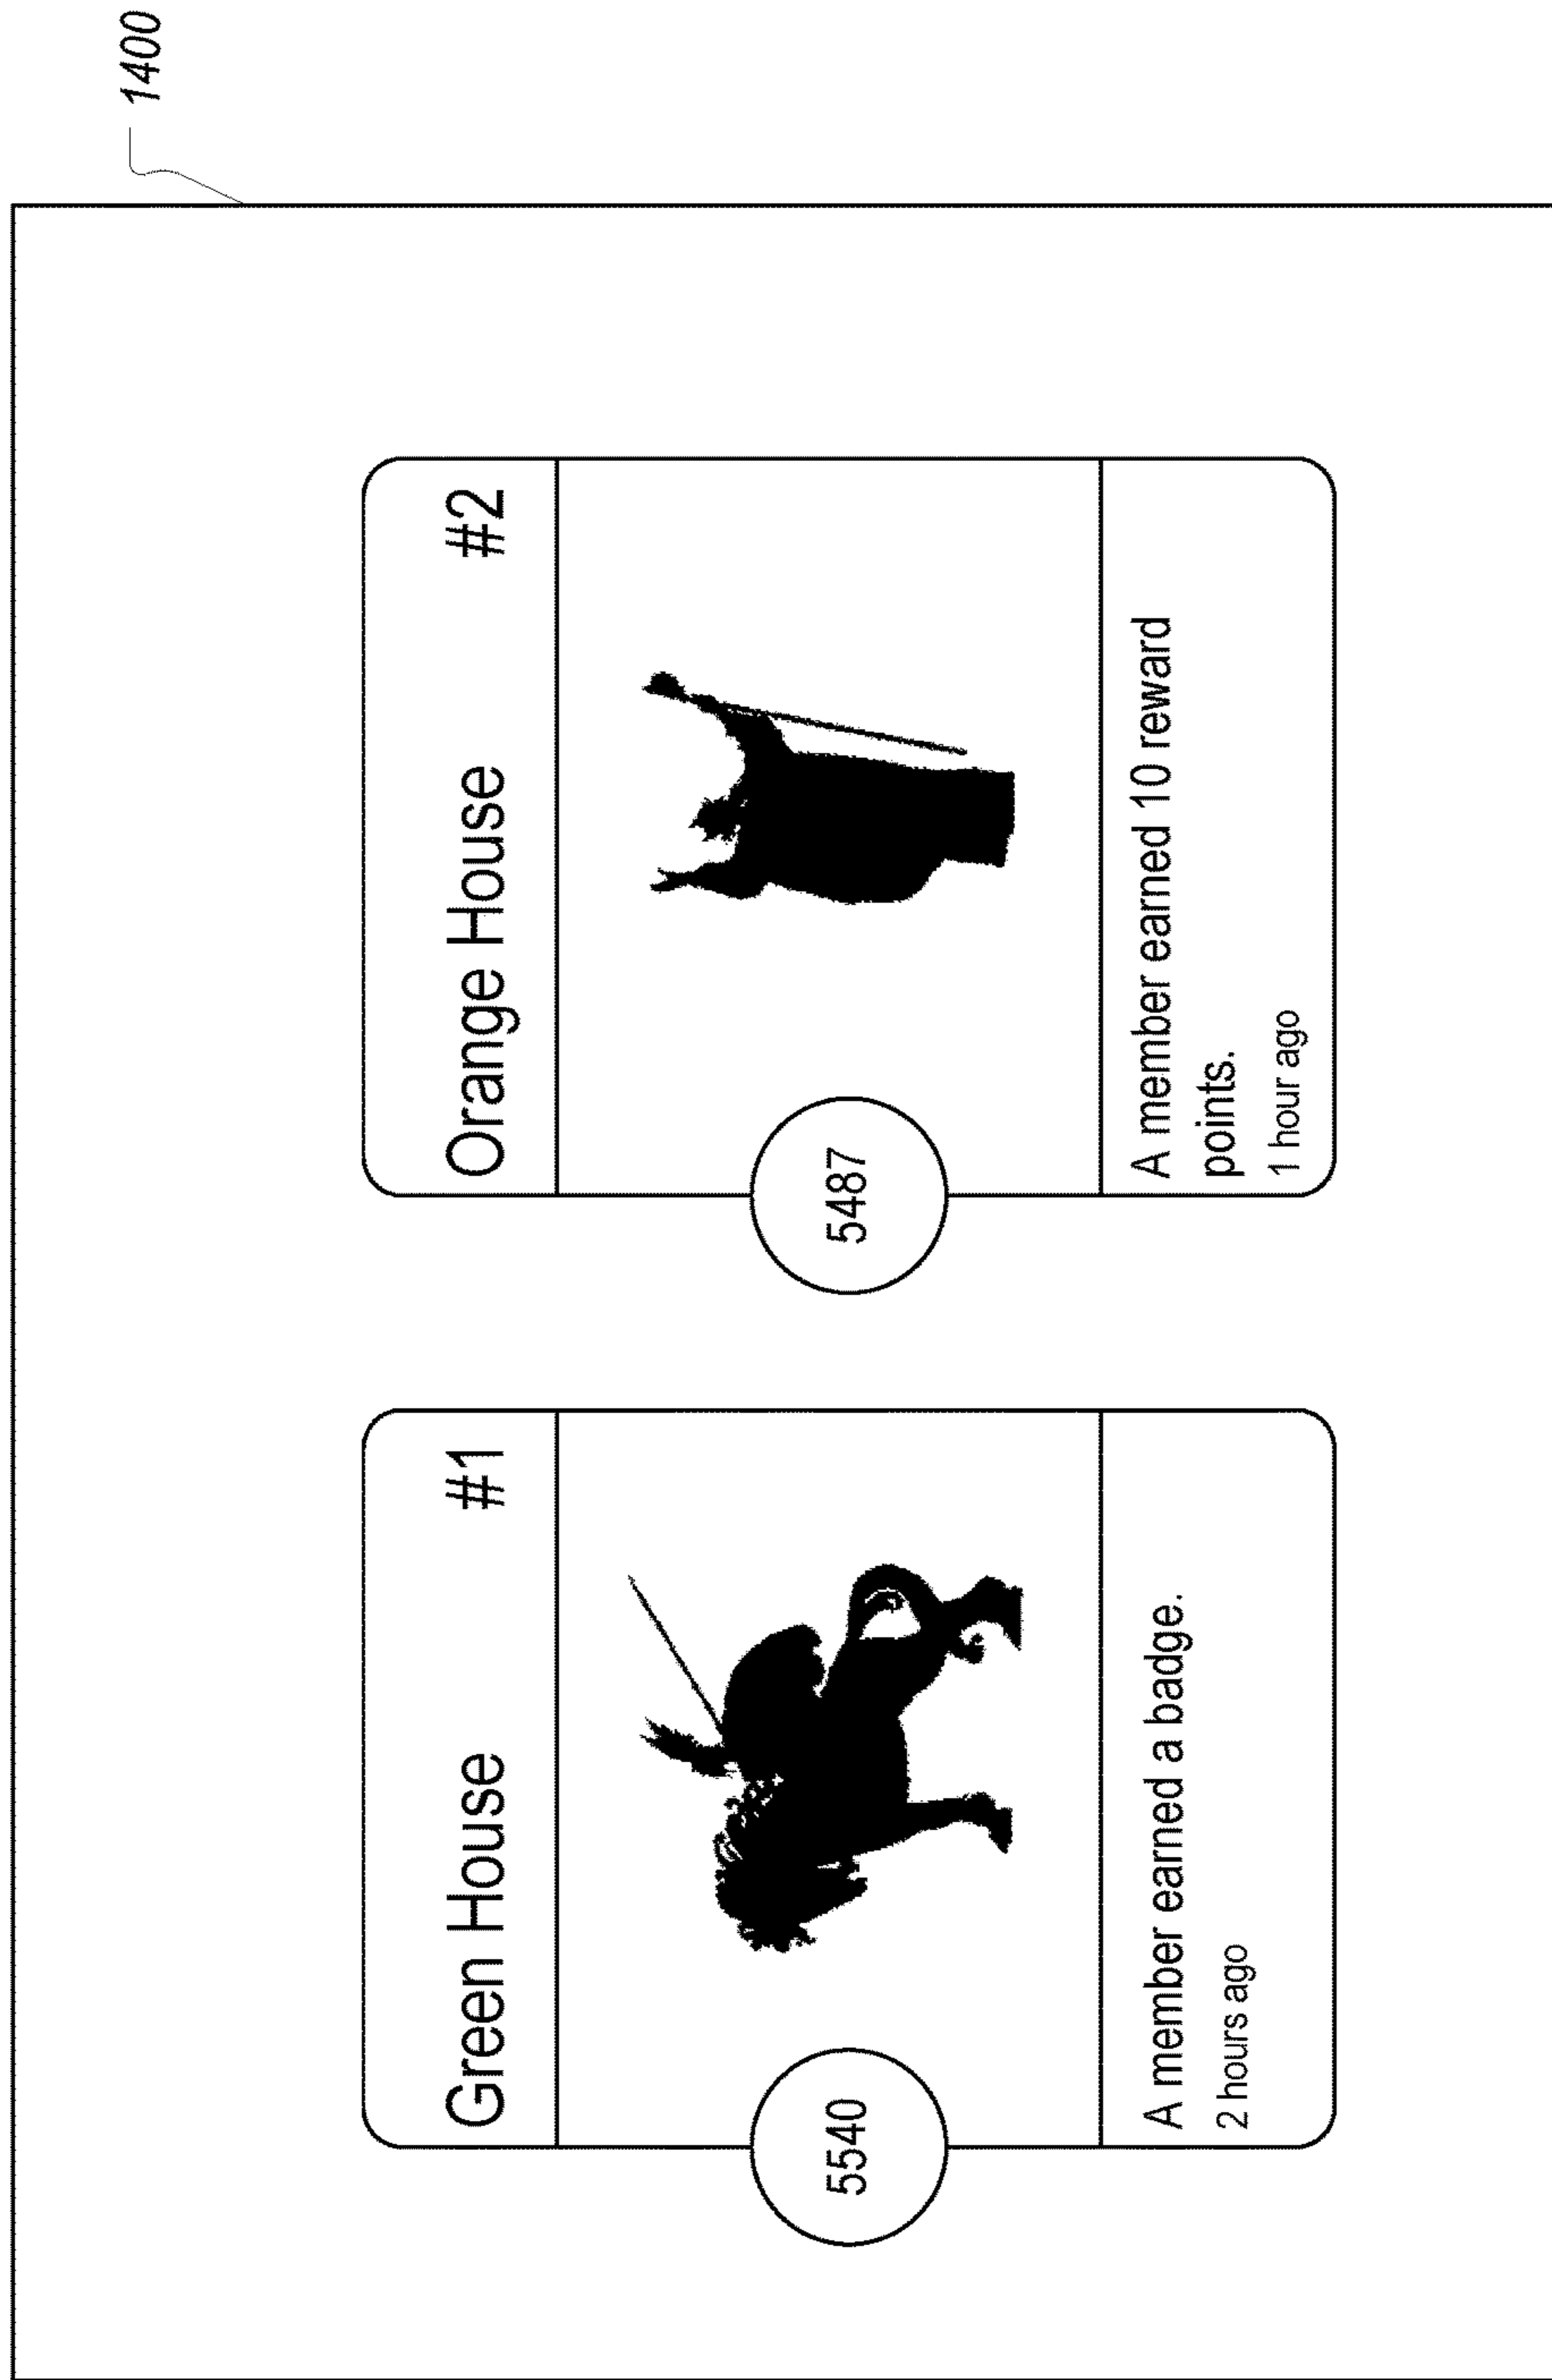 1400
Green House #1
5540
A member earned a badge.
2 hours ago
Orange House #2
5487
A member earned 10 reward
points.
1 hour ago